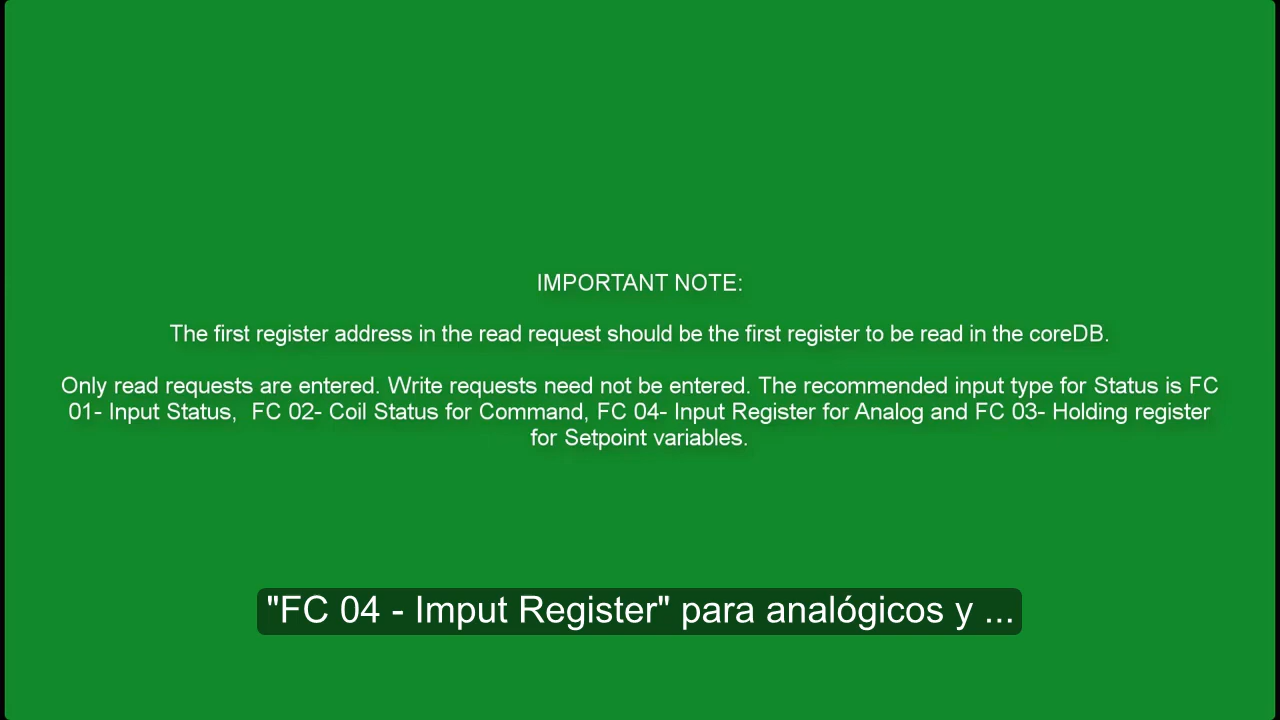 IMPORTANT NOTE:
The first register address in the read request should be the first register to be read in the coreDB.
Only read requests are entered. Write requests need not be entered. The recommended input type for Status is FC
01- Input Status,  FC 02- Coil Status for Command, FC 04- Input Register for Analog and FC 03- Holding register
for Setpoint variables.
"FC 04 - Imput Register" para analógicos y ...